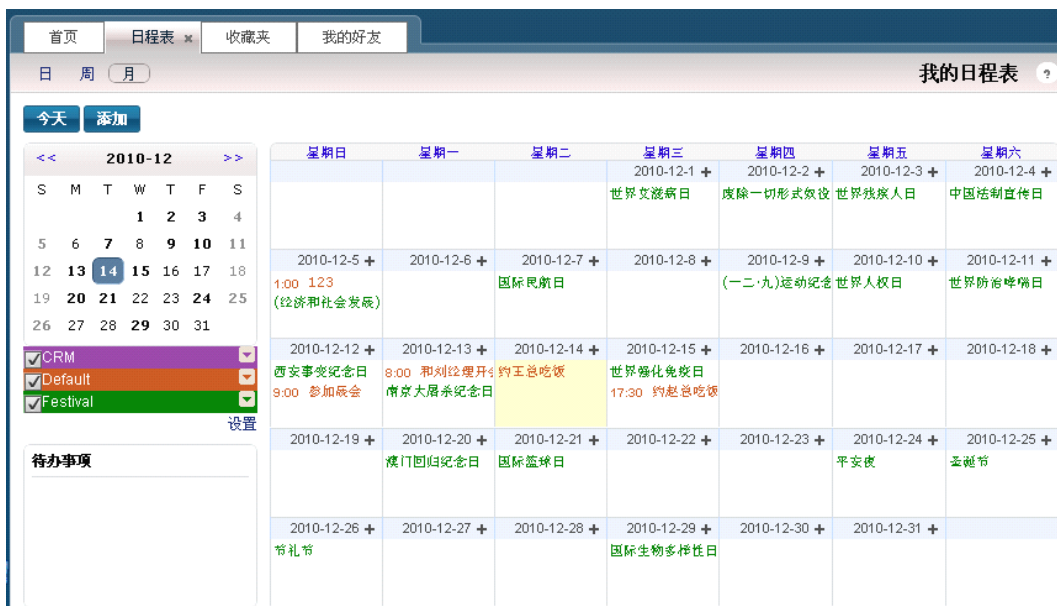 首页 日程表 × 收藏夹 我的好友
日 周 月 我的日程表 ?
今天 添加
<< 2010-12 >>
S M T W T F S
1 2 3 4
5 6 7 8 9 10 11
12 13 14 15 16 17 18
19 20 21 22 23 24 25
26 27 28 29 30 31
CRM
Default
Festival
设置
待办事项
星期日 星期一 星期二 星期三 星期四 星期五 星期六
2010-12-1 + 2010-12-2 + 2010-12-3 + 2010-12-4 +
世界艾滋病日 废除一切形式奴役 世界残疾人日 中国法制宣传日
2010-12-5 + 2010-12-6 + 2010-12-7 + 2010-12-8 + 2010-12-9 + 2010-12-10 + 2010-12-11 +
1:00 123 国际民航日 (一二·九)运动纪念 世界人权日 世界防治哮喘日
(经济和社会发展)
2010-12-12 + 2010-12-13 + 2010-12-14 + 2010-12-15 + 2010-12-16 + 2010-12-17 + 2010-12-18 +
西安事变纪念日 8:00 和刘经理开 约王总吃饭 世界强化免疫日
9:00 参加晨会 南京大屠杀纪念日 17:30 约赵总吃饭
2010-12-19 + 2010-12-20 + 2010-12-21 + 2010-12-22 + 2010-12-23 + 2010-12-24 + 2010-12-25 +
澳门回归纪念日 国际篮球日 平安夜 圣诞节
2010-12-26 + 2010-12-27 + 2010-12-28 + 2010-12-29 + 2010-12-30 + 2010-12-31 +
节礼节 国际生物多样性日